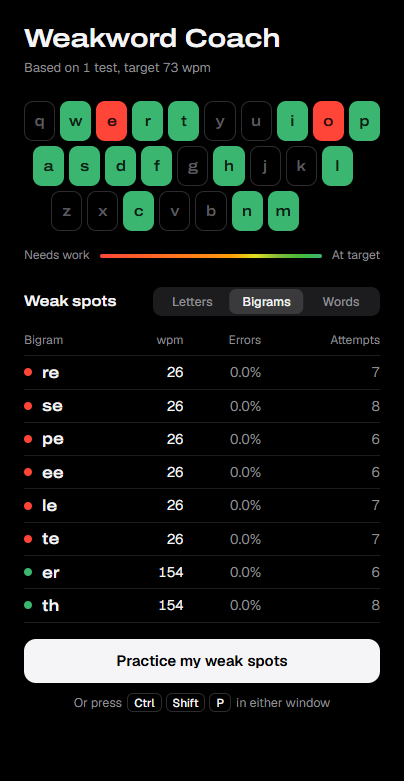 Weakword Coach
Based on 1 test, target 73 wpm
q w e r t y u i o p
a s d f g h j k l
z x c v b n m
Needs work At target
Weak spots Letters Bigrams Words
Bigram wpm Errors Attempts
re 26 0.0% 7
se 26 0.0% 8
pe 26 0.0% 6
ee 26 0.0% 6
le 26 0.0% 7
te 26 0.0% 7
er 154 0.0% 6
th 154 0.0% 8
Practice my weak spots
Or press Ctrl Shift P in either window